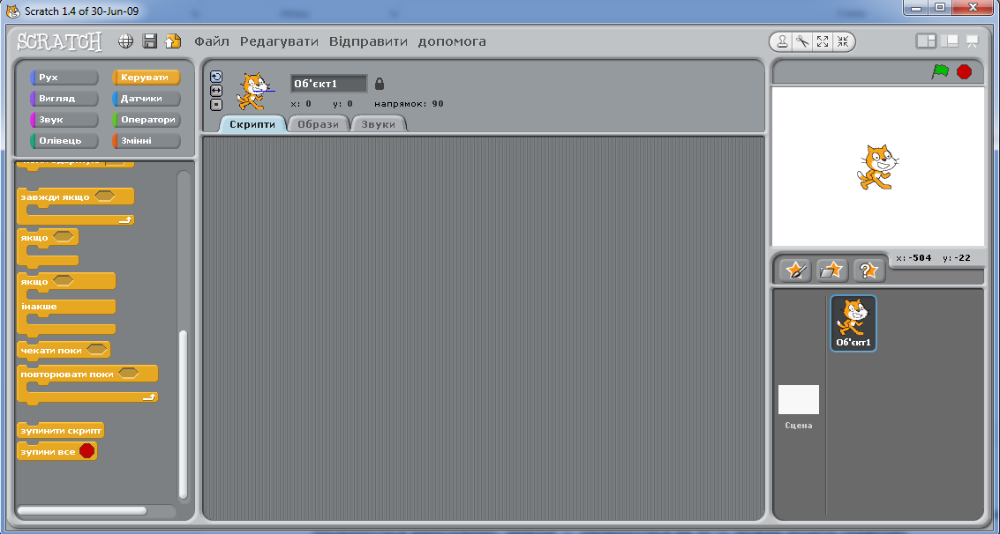 Scratch 1.4 of 30-Jun-09
SCRATCH Файл Редагувати Відправити допомога
Рух Керувати
Вигляд Датчики
Звук Оператори
Олівець Змінні
Об'єкт1
x: 0 y: 0 напрямок: 90
Скрипти Образи Звуки
завжди якщо
якщо
якщо
інакше
чекати поки
повторювати поки
зупинити скрипт
зупини все
x: -504 y: -22
Об'єкт1
Сцена